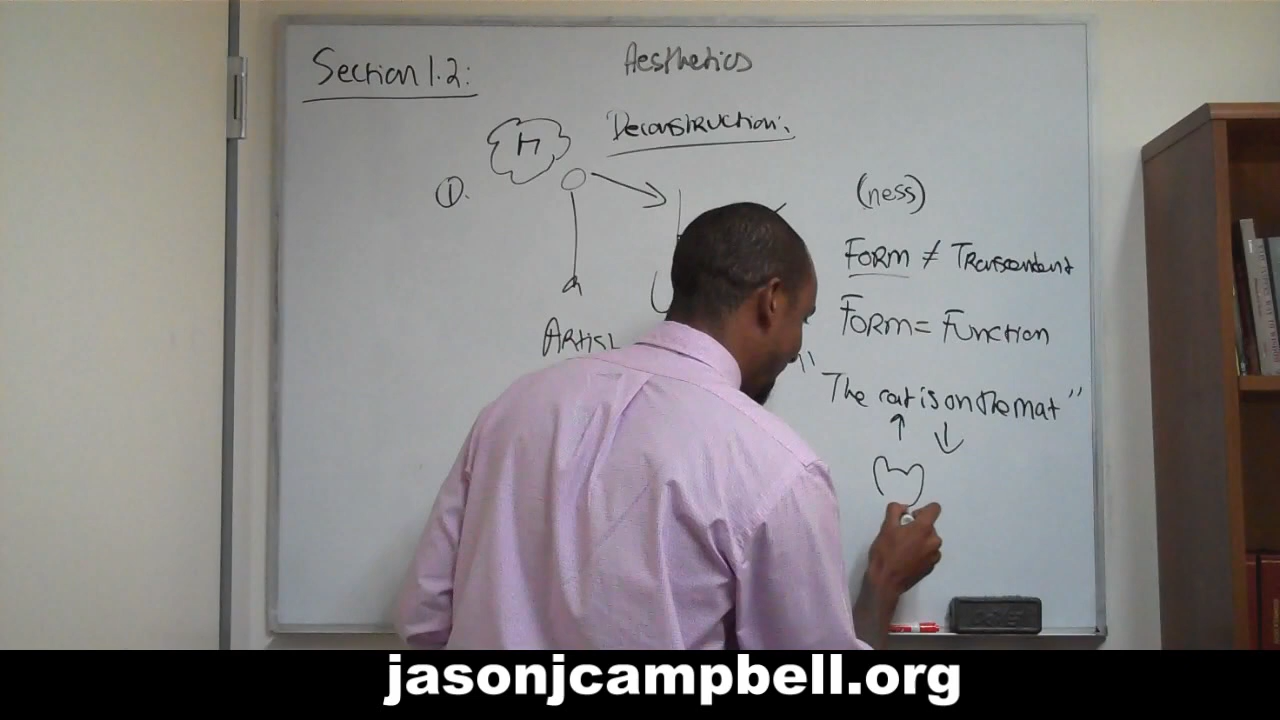 Section 1.2:
Aesthetics
Deconstruction:
①.
(ness)
FORM ≠ Transcendent
FORM = Function
Artist
"The cat is on the mat"
jasonjcampbell.org